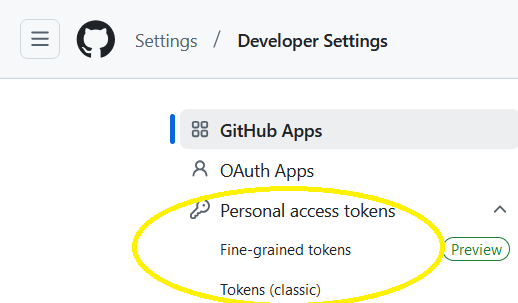 Settings / Developer Settings
GitHub Apps
OAuth Apps
Personal access tokens
Fine-grained tokens Preview
Tokens (classic)